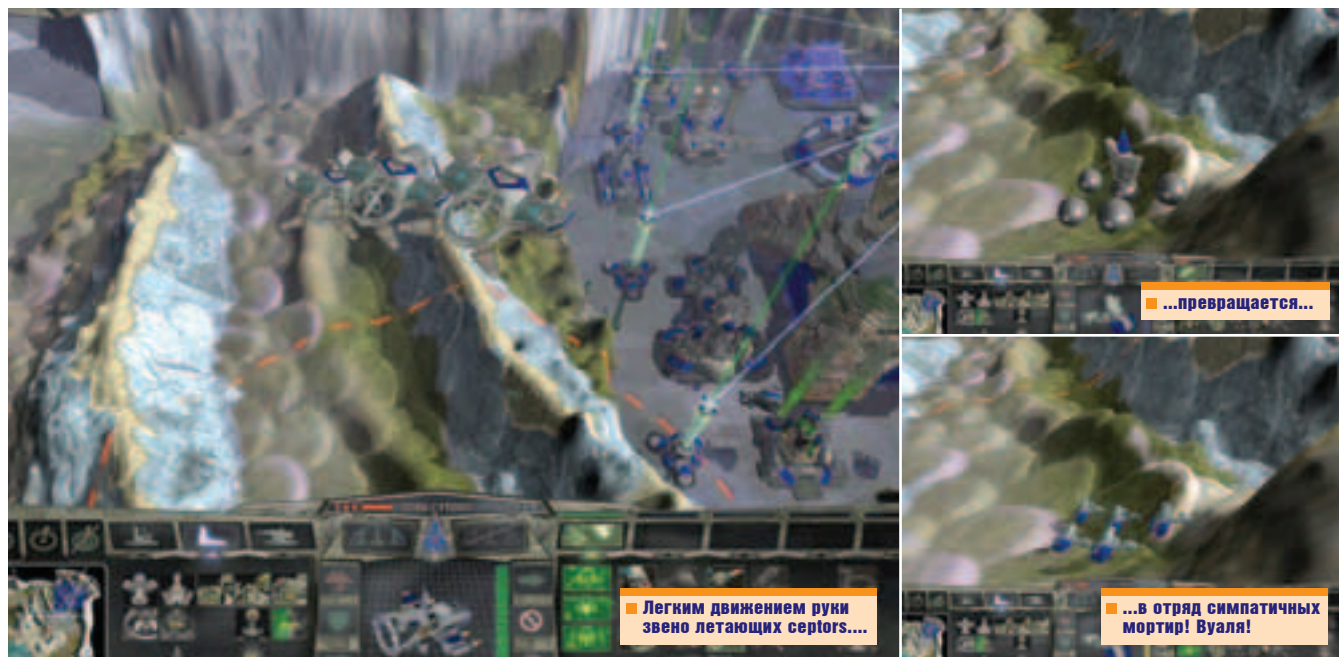 Легким движением руки
звено летающих ceptors....
...превращается...
...в отряд симпатичных
мортир! Вуаля!